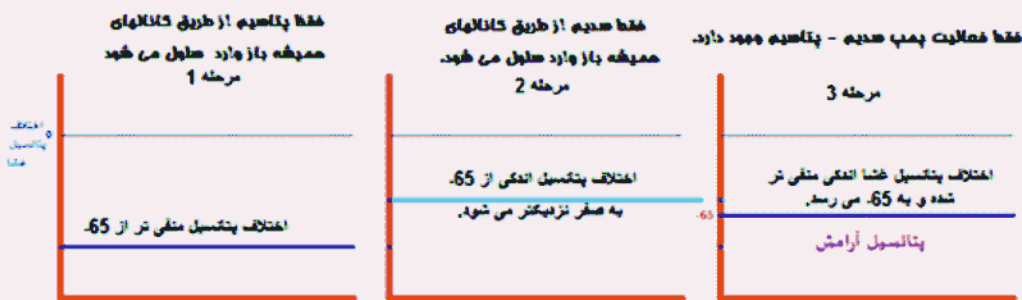 فقط پتاسیم از طریق کانالهای
همیشه باز وارد سلول می شود
مرحله 1
اختلاف
پتانسیل
غشا
0
اختلاف پتانسیل منفی تر از 65-
فقط سدیم از طریق کانالهای
همیشه باز وارد سلول می شود.
مرحله 2
اختلاف پتانسیل اندکی از 65-
به صفر نزدیکتر می شود.
فقط فعالیت پمپ سدیم - پتاسیم وجود دارد.
مرحله 3
اختلاف پتانسیل غشا اندکی منفی تر
شده و به 65- می رسد.
-65
پتانسیل آرامش